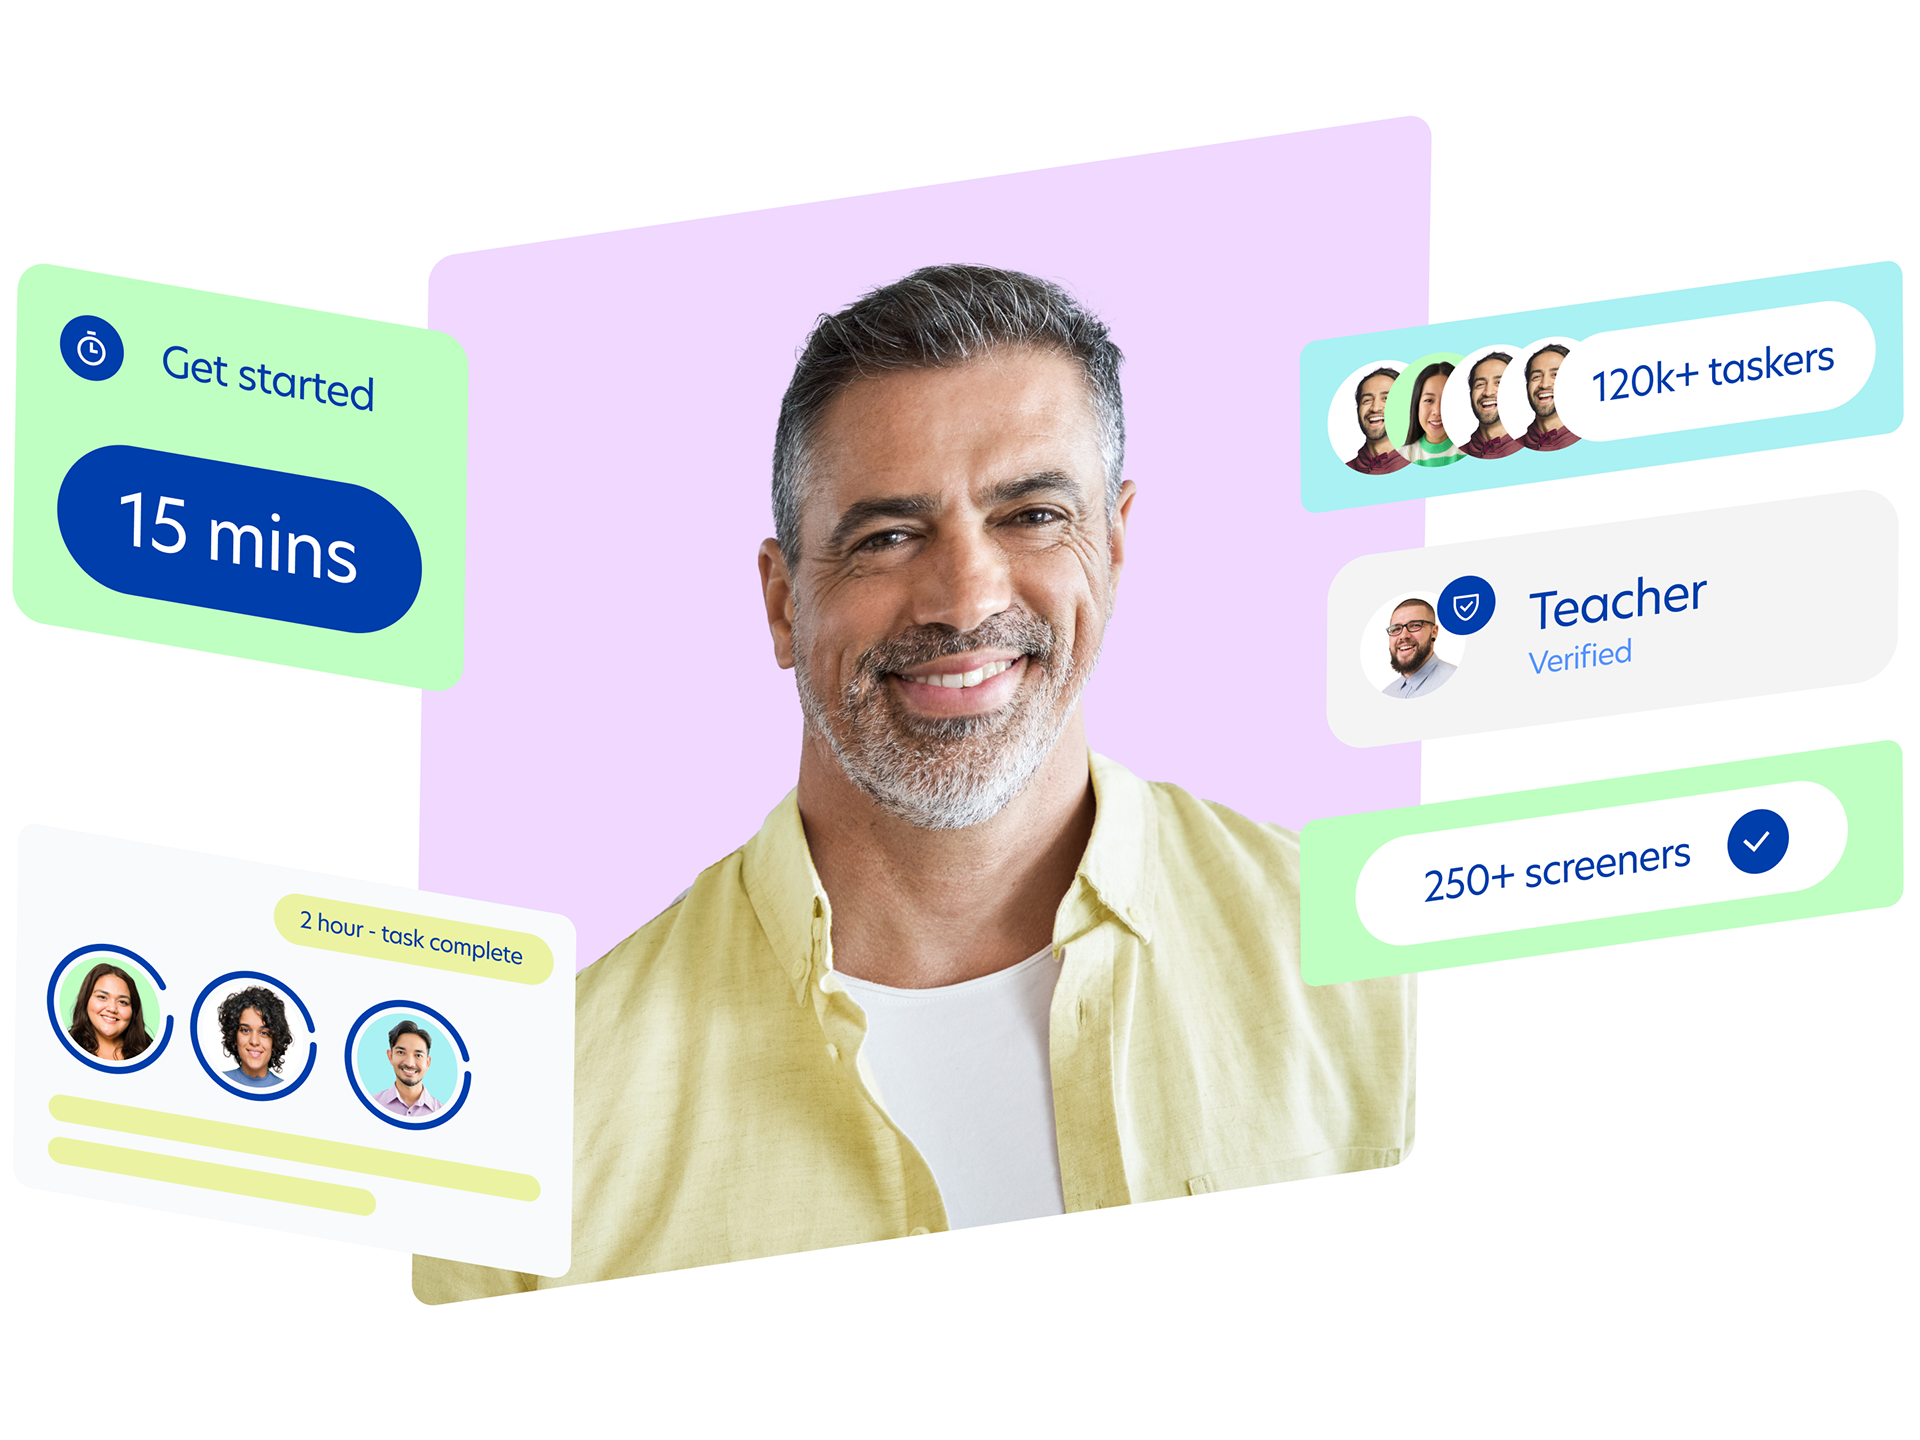 Get started
15 mins
2 hour - task complete
120k+ taskers
Teacher
Verified
250+ screeners